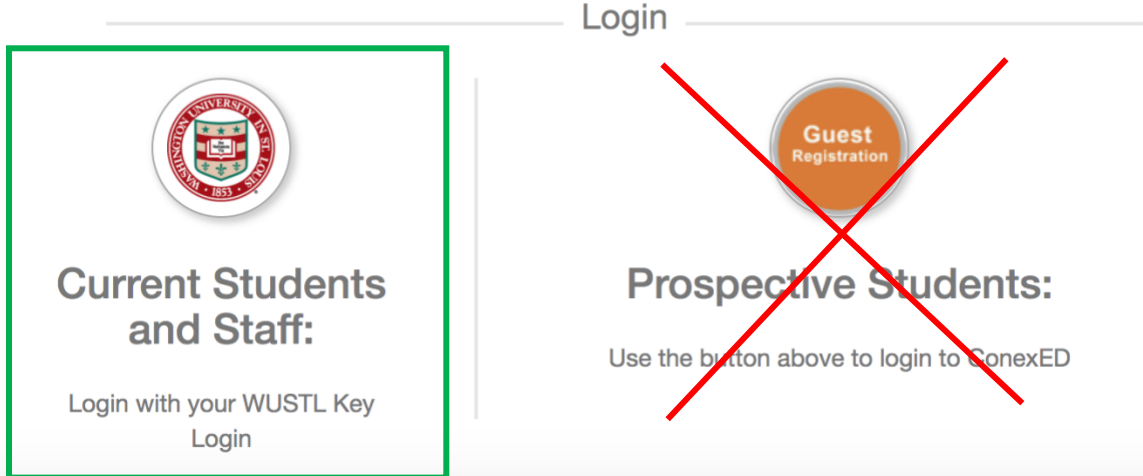 Login
WASHINGTON UNIVERSITY IN ST. LOUIS
1853
Current Students
and Staff:
Login with your WUSTL Key
Login
Guest
Registration
Prospective Students:
Use the button above to login to ConexED